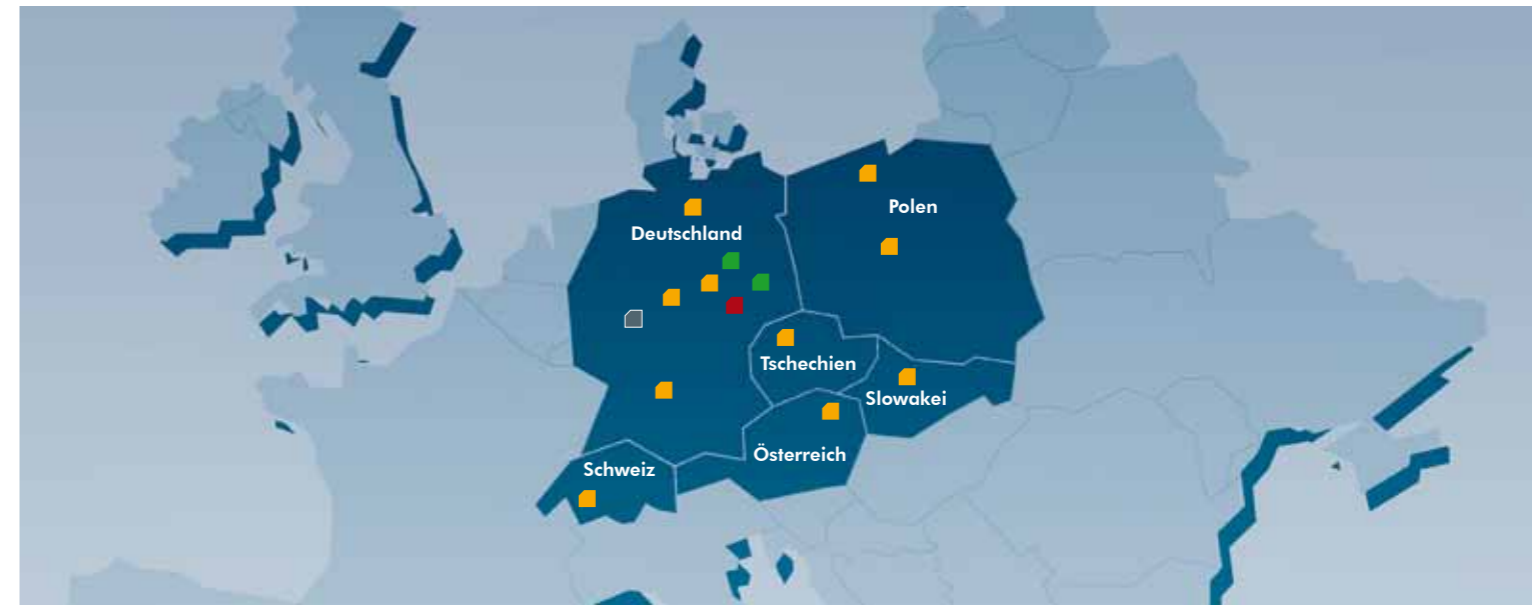 Polen
Deutschland
Tschechien
Slowakei
Österreich
Schweiz